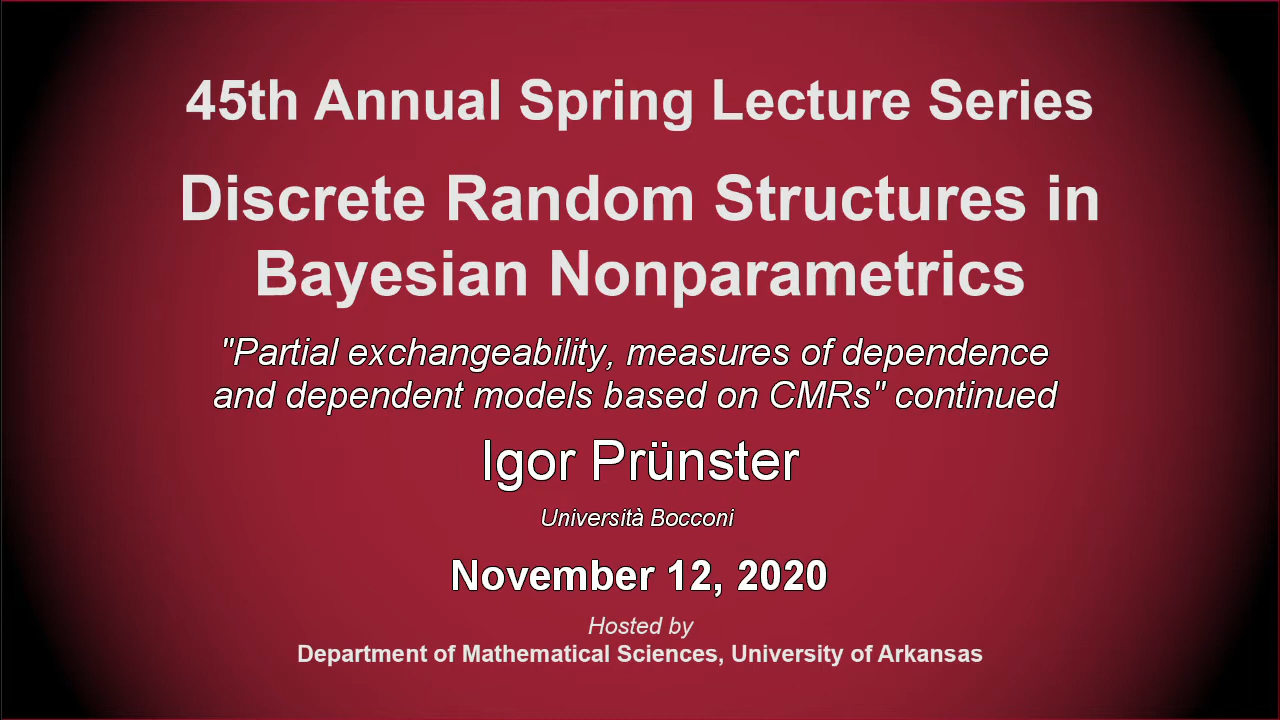 45th Annual Spring Lecture Series
Discrete Random Structures in
Bayesian Nonparametrics
"Partial exchangeability, measures of dependence
and dependent models based on CMRs" continued
Igor Prünster
Università Bocconi
November 12, 2020
Hosted by
Department of Mathematical Sciences, University of Arkansas